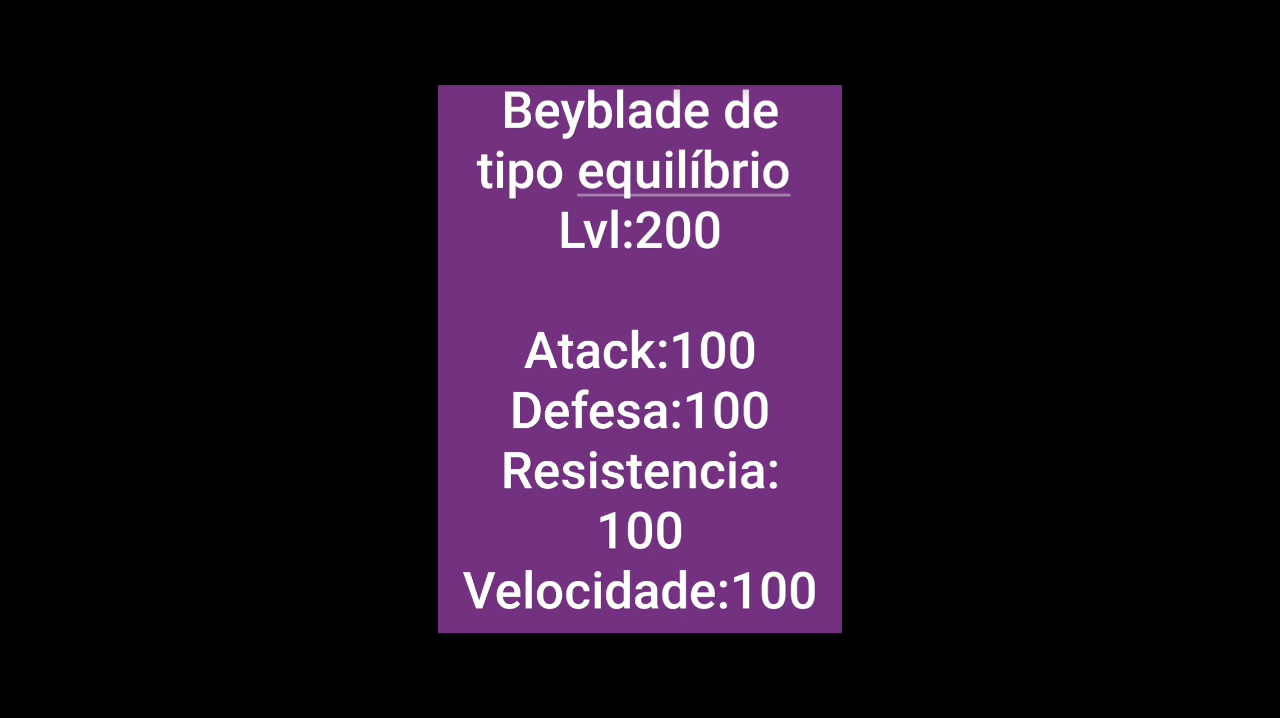 Beyblade de
tipo equilíbrio
Lvl:200
Atack:100
Defesa:100
Resistencia:
100
Velocidade:100